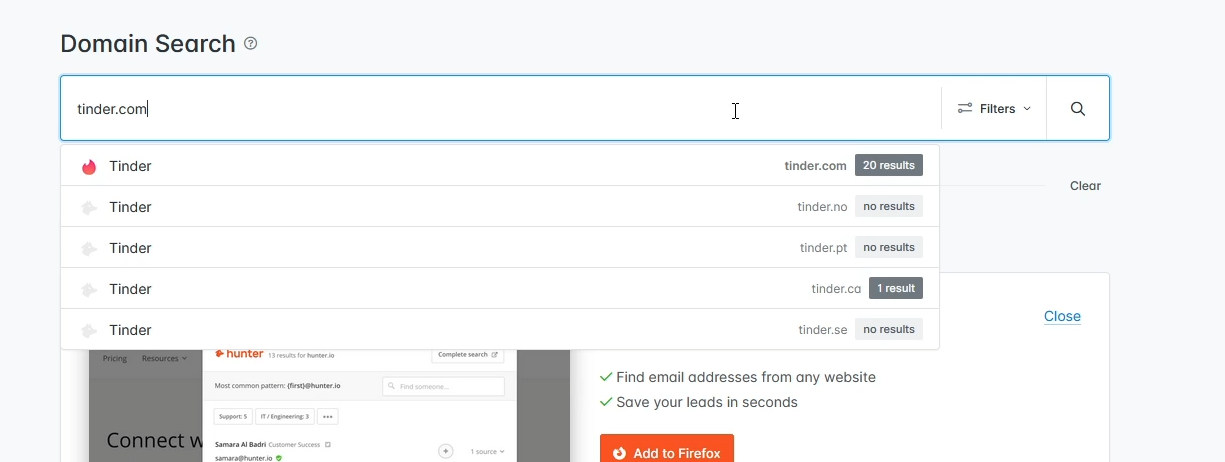 Domain Search
tinder.com
Filters
Tinder tinder.com 20 results
Tinder tinder.no no results
Tinder tinder.pt no results
Tinder tinder.ca 1 result
Tinder tinder.se no results
Clear
Close
Pricing Resources
hunter 13 results for hunter.io Complete search
Most common pattern: {first}@hunter.io Find someone...
Support: 5 IT / Engineering: 3
Connect w
Samara Al Badri Customer Success
samara@hunter.io
1 source
Find email addresses from any website
Save your leads in seconds
Add to Firefox